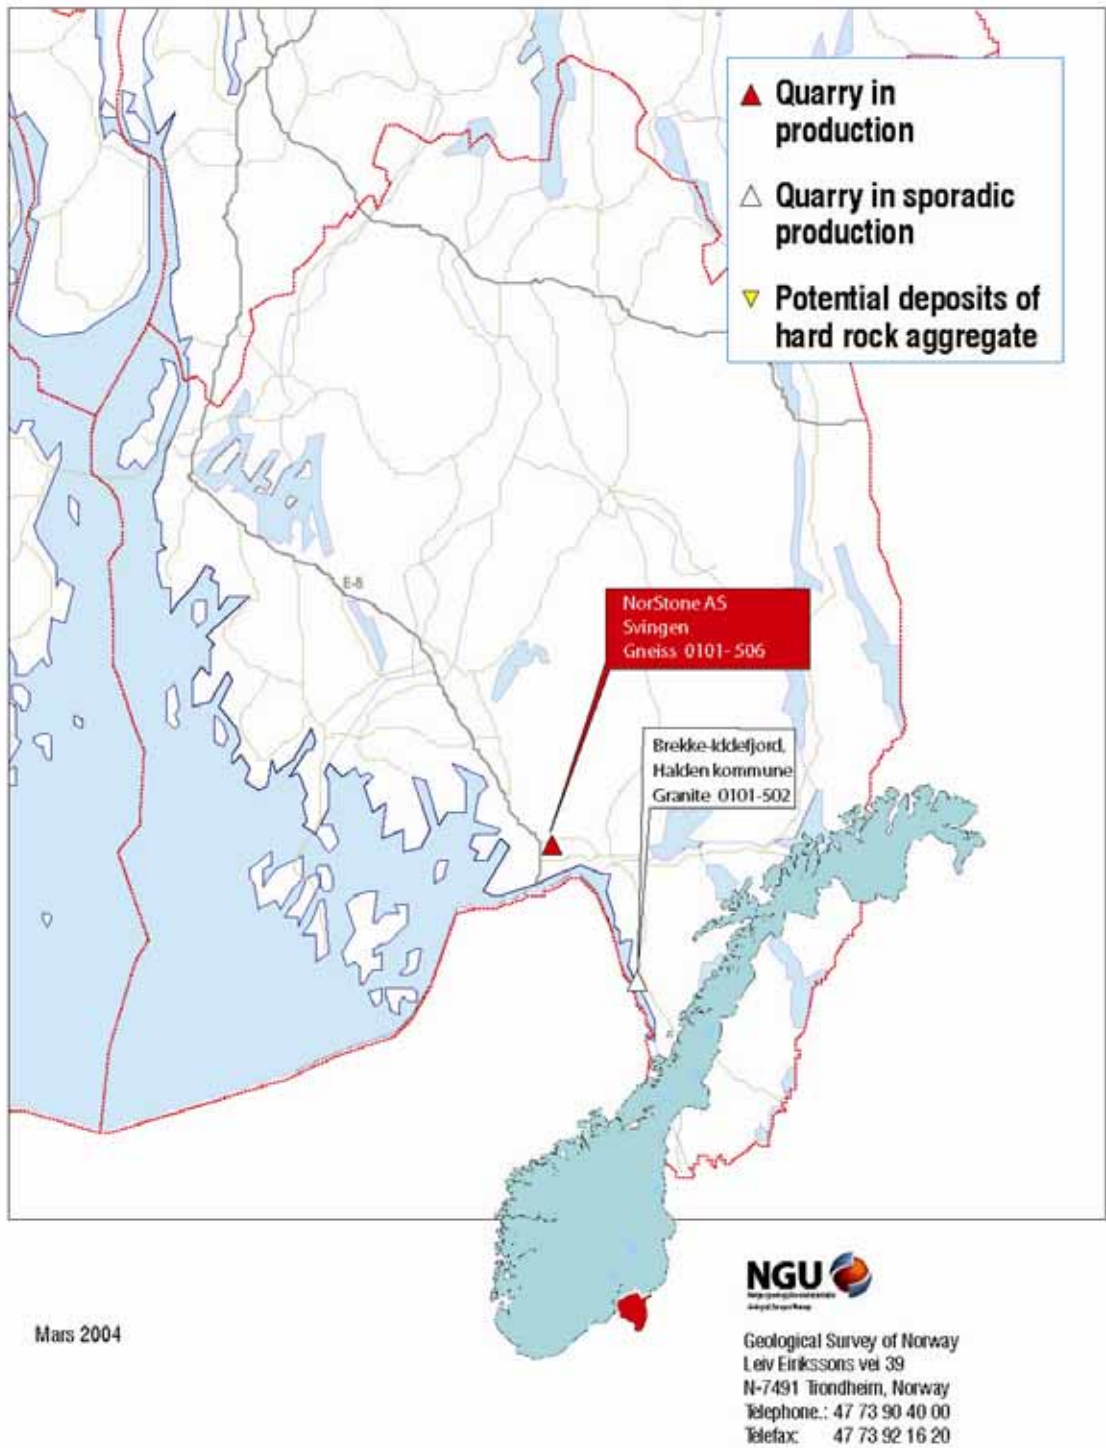 Quarry in
production
Quarry in sporadic
production
Potential deposits of
hard rock aggregate
E-8
NorStone AS
Svingen
Gneiss 0101-506
Brekke-Iddefjord,
Halden kommune
Granite 0101-502
Mars 2004
NGU
Geological Survey of Norway
Leiv Eirikssons vei 39
N-7491 Trondheim, Norway
Telephone.: 47 73 90 40 00
Telefax: 47 73 92 16 20